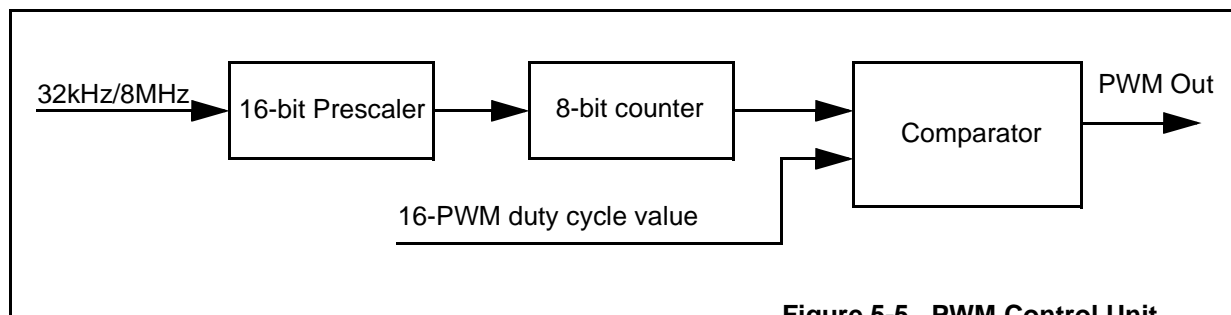 32kHz/8MHz
16-bit Prescaler
8-bit counter
Comparator
PWM Out
16-PWM duty cycle value
Figure 5-5 PWM Control Unit